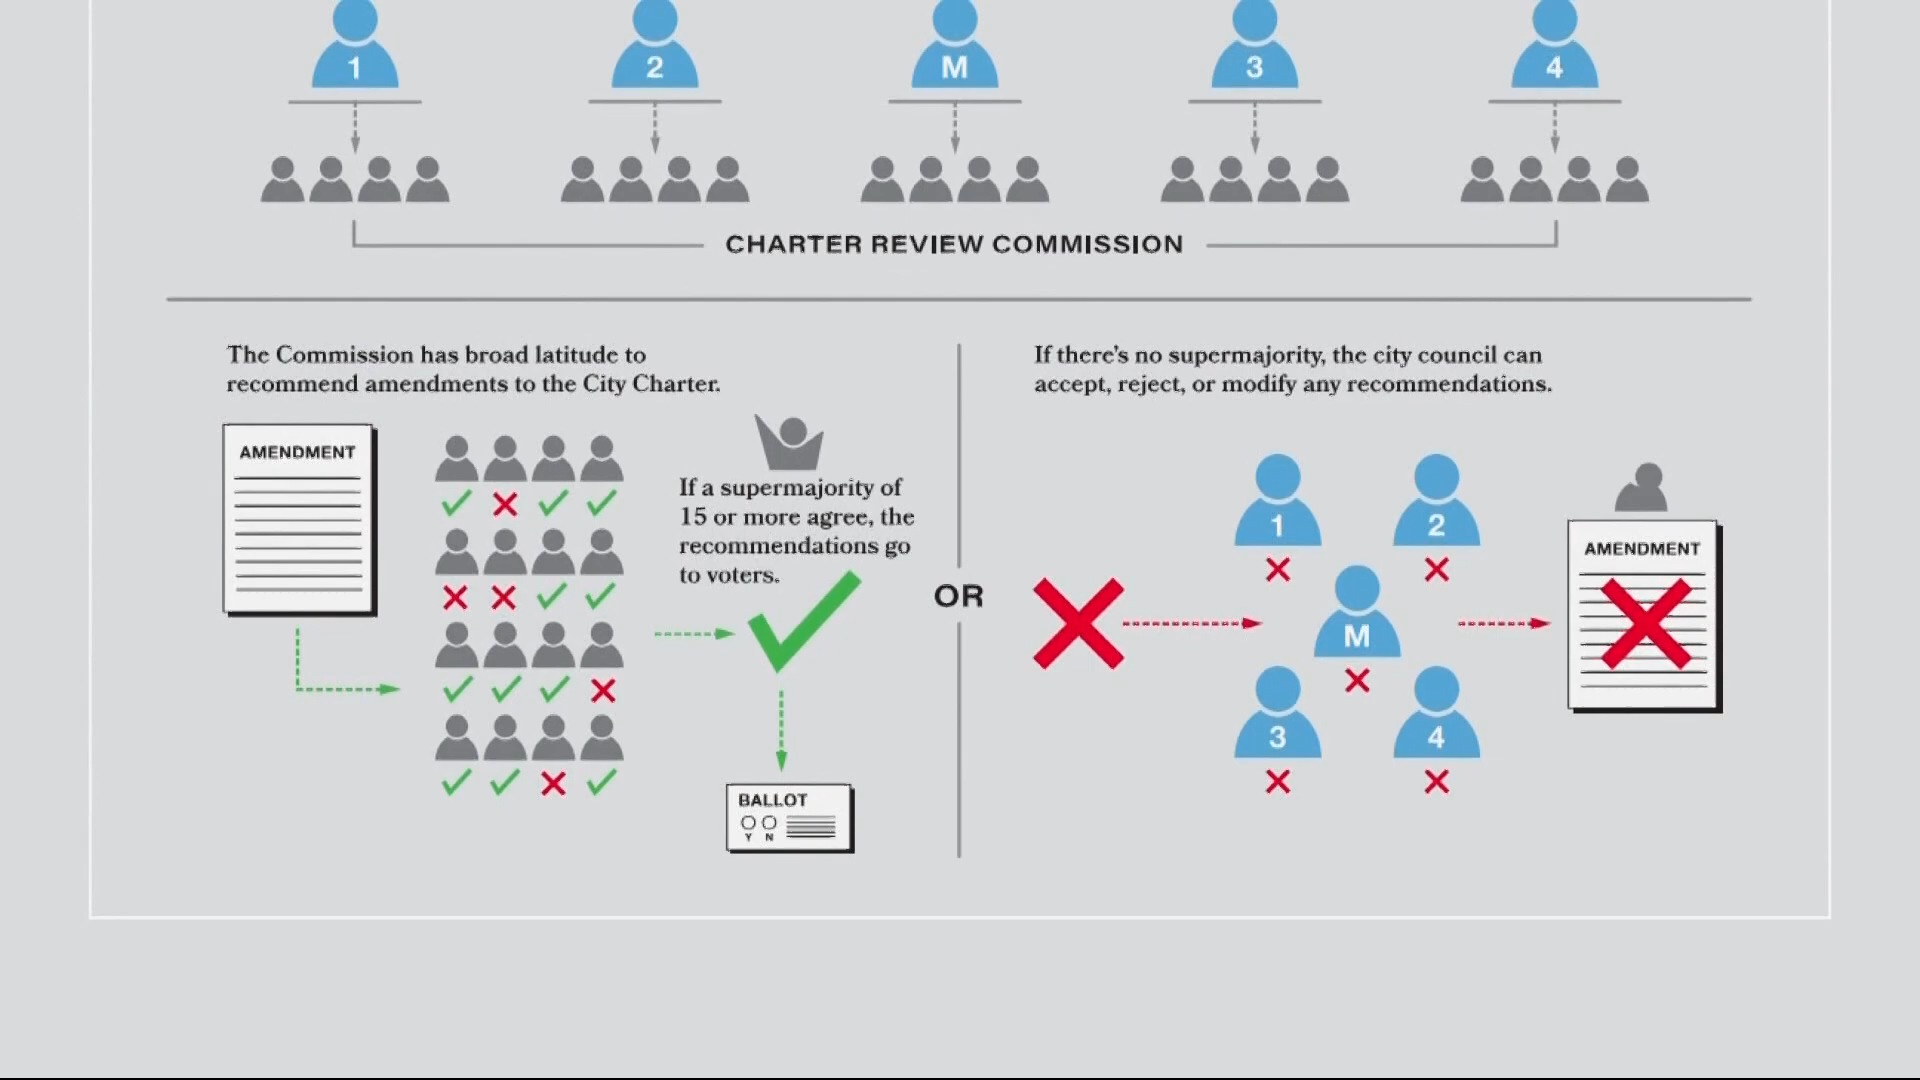 1
2
M
3
4
CHARTER REVIEW COMMISSION
The Commission has broad latitude to
recommend amendments to the City Charter.
AMENDMENT
If a supermajority of
15 or more agree, the
recommendations go
to voters.
BALLOT
Y N
OR
If there's no supermajority, the city council can
accept, reject, or modify any recommendations.
1
2
M
3
4
AMENDMENT